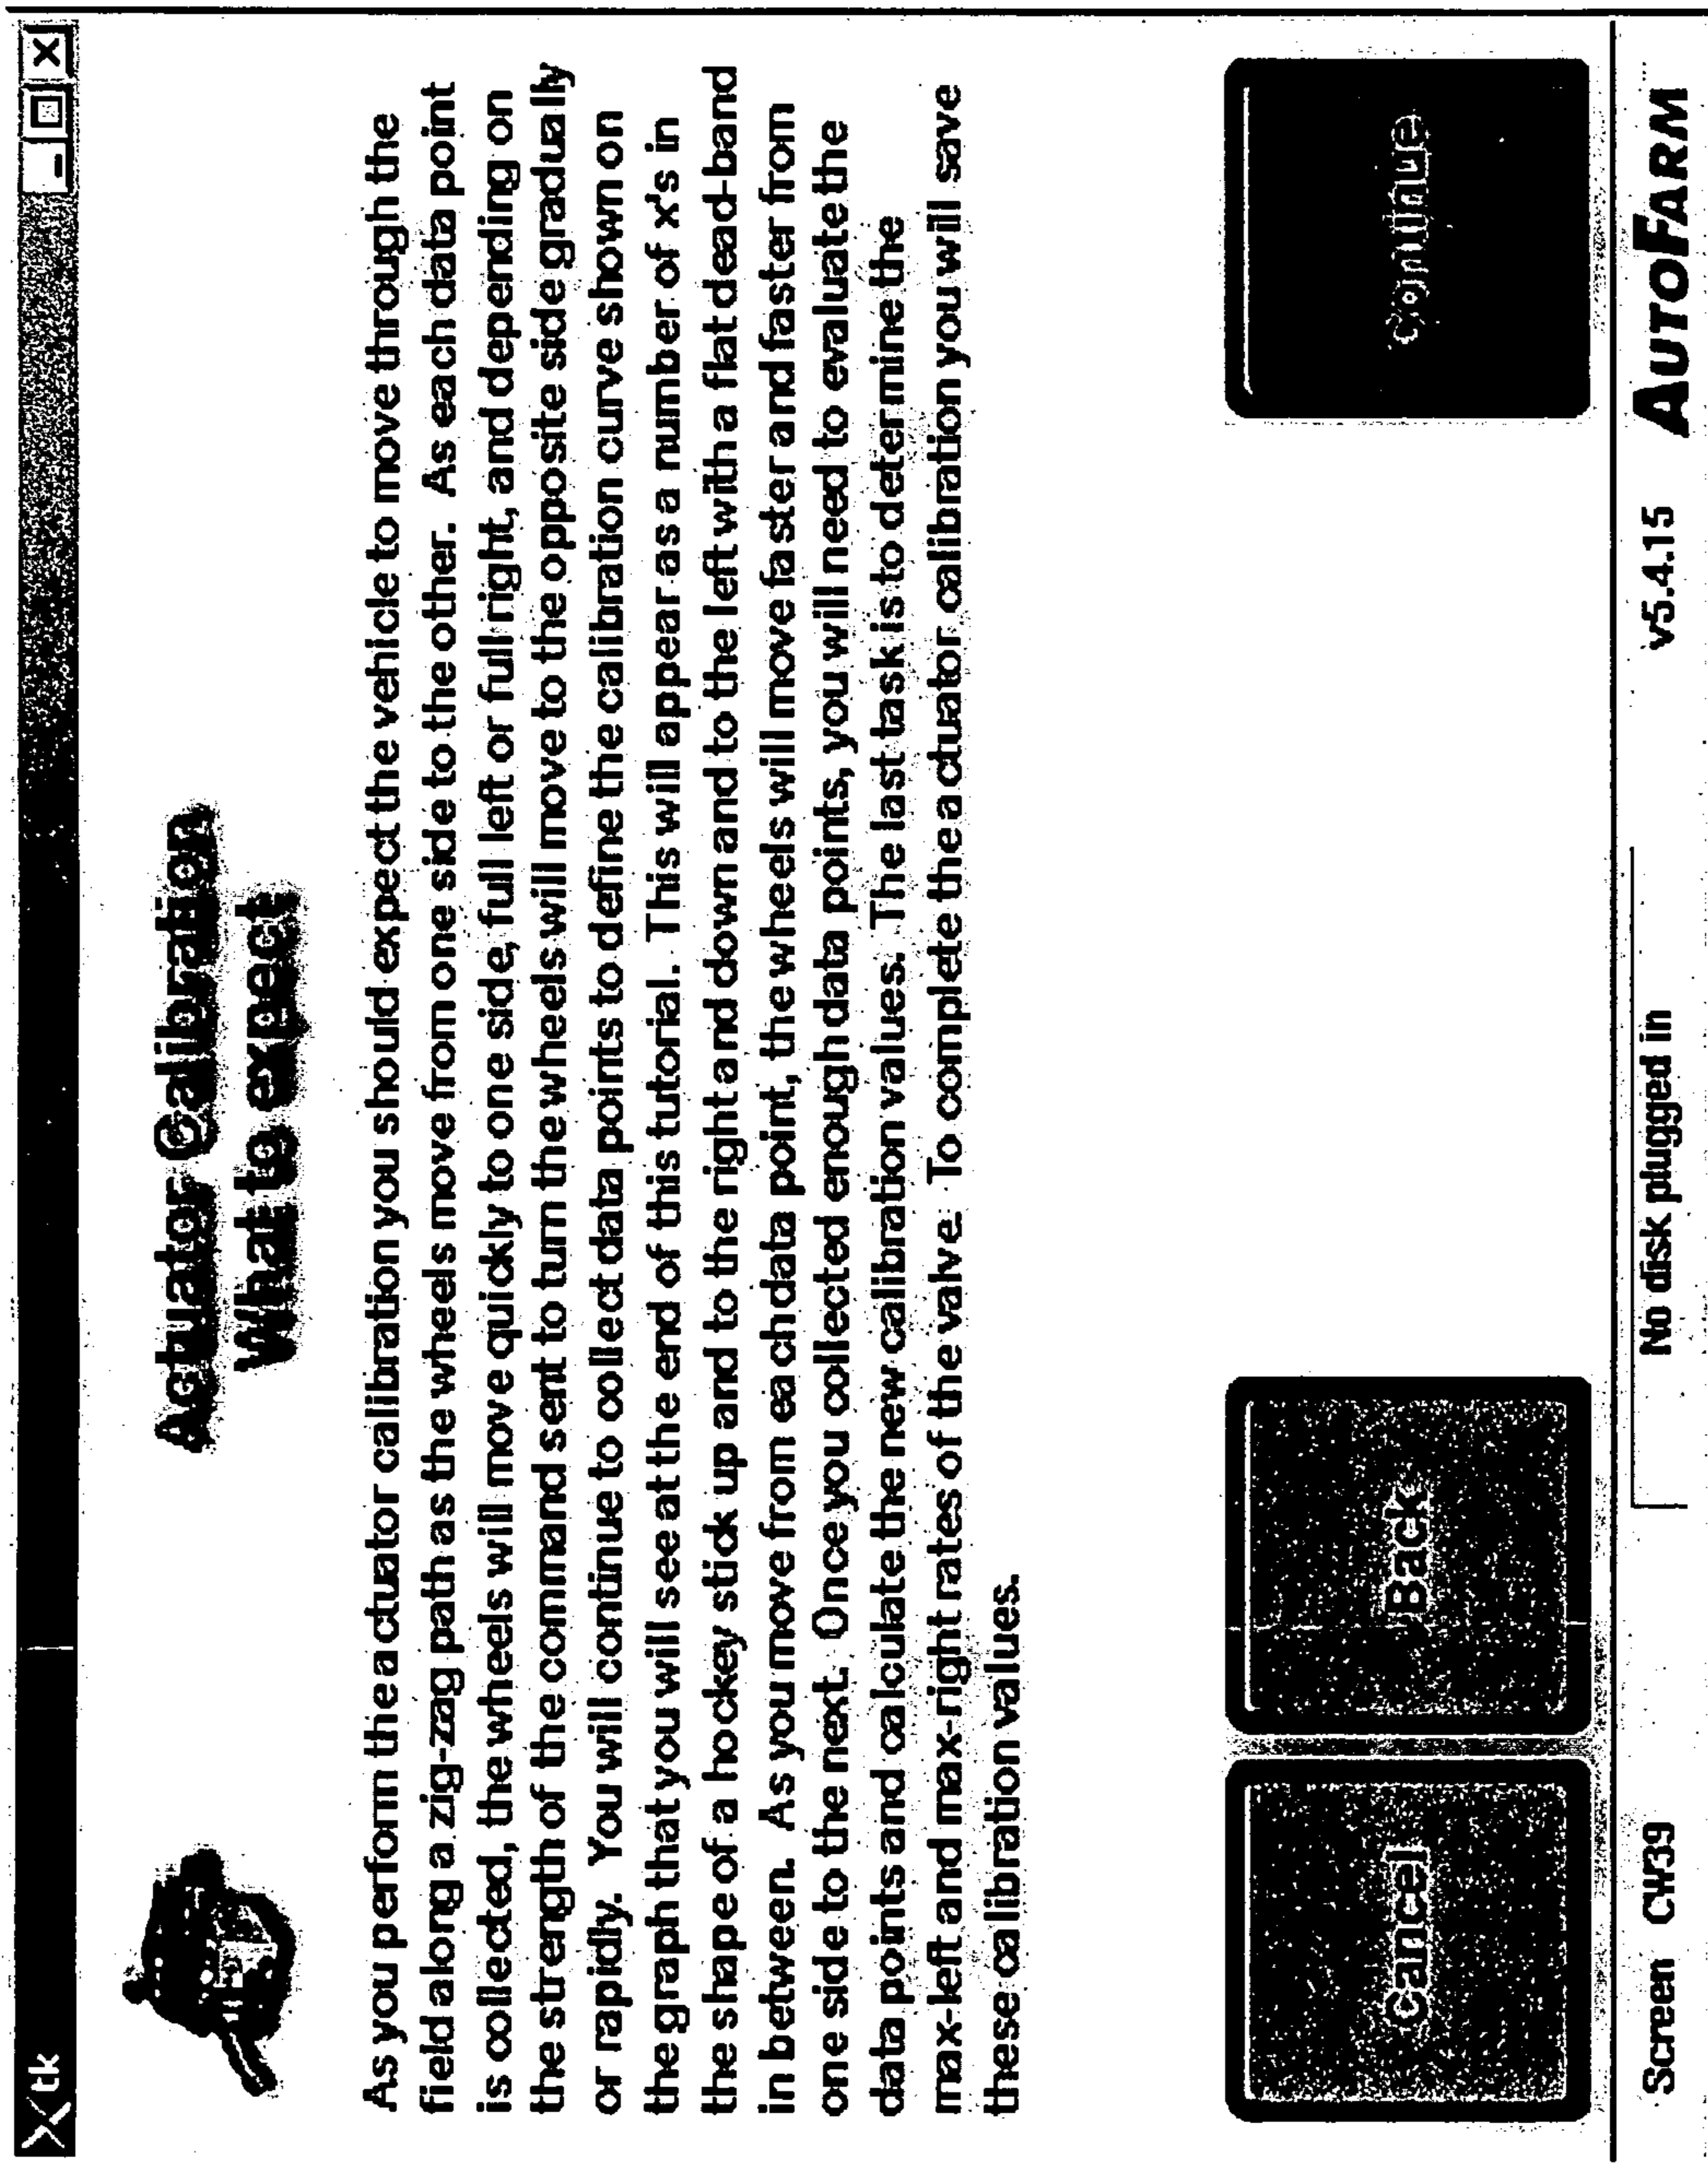 tk
Actuator Calibration
What to expect
As you perform the actuator calibration you should expect the vehicle to move through the
field along a zig-zag path as the wheels move from one side to the other. As each data point
is collected, the wheels will move quickly to one side, full left or full right, and depending on
the strength of the command sent to turn the wheels will move to the opposite side gradually
or rapidly. You will continue to collect data points to define the calibration curve shown on
the graph that you will see at the end of this tutorial. This will appear as a number of x's in
the shape of a hockey stick up and to the right and down and to the left with a flat dead-band
in between. As you move from each data point, the wheels will move faster and faster from
one side to the next. Once you collected enough data points, you will need to evaluate the
data points and calculate the new calibration values. The last task is to determine the
max-left and max-right rates of the valve. To complete the actuator calibration you will save
these calibration values.
Cancel
Back
Continue
Screen CW39
No disk plugged in
v5.4.15
AUTOFARM